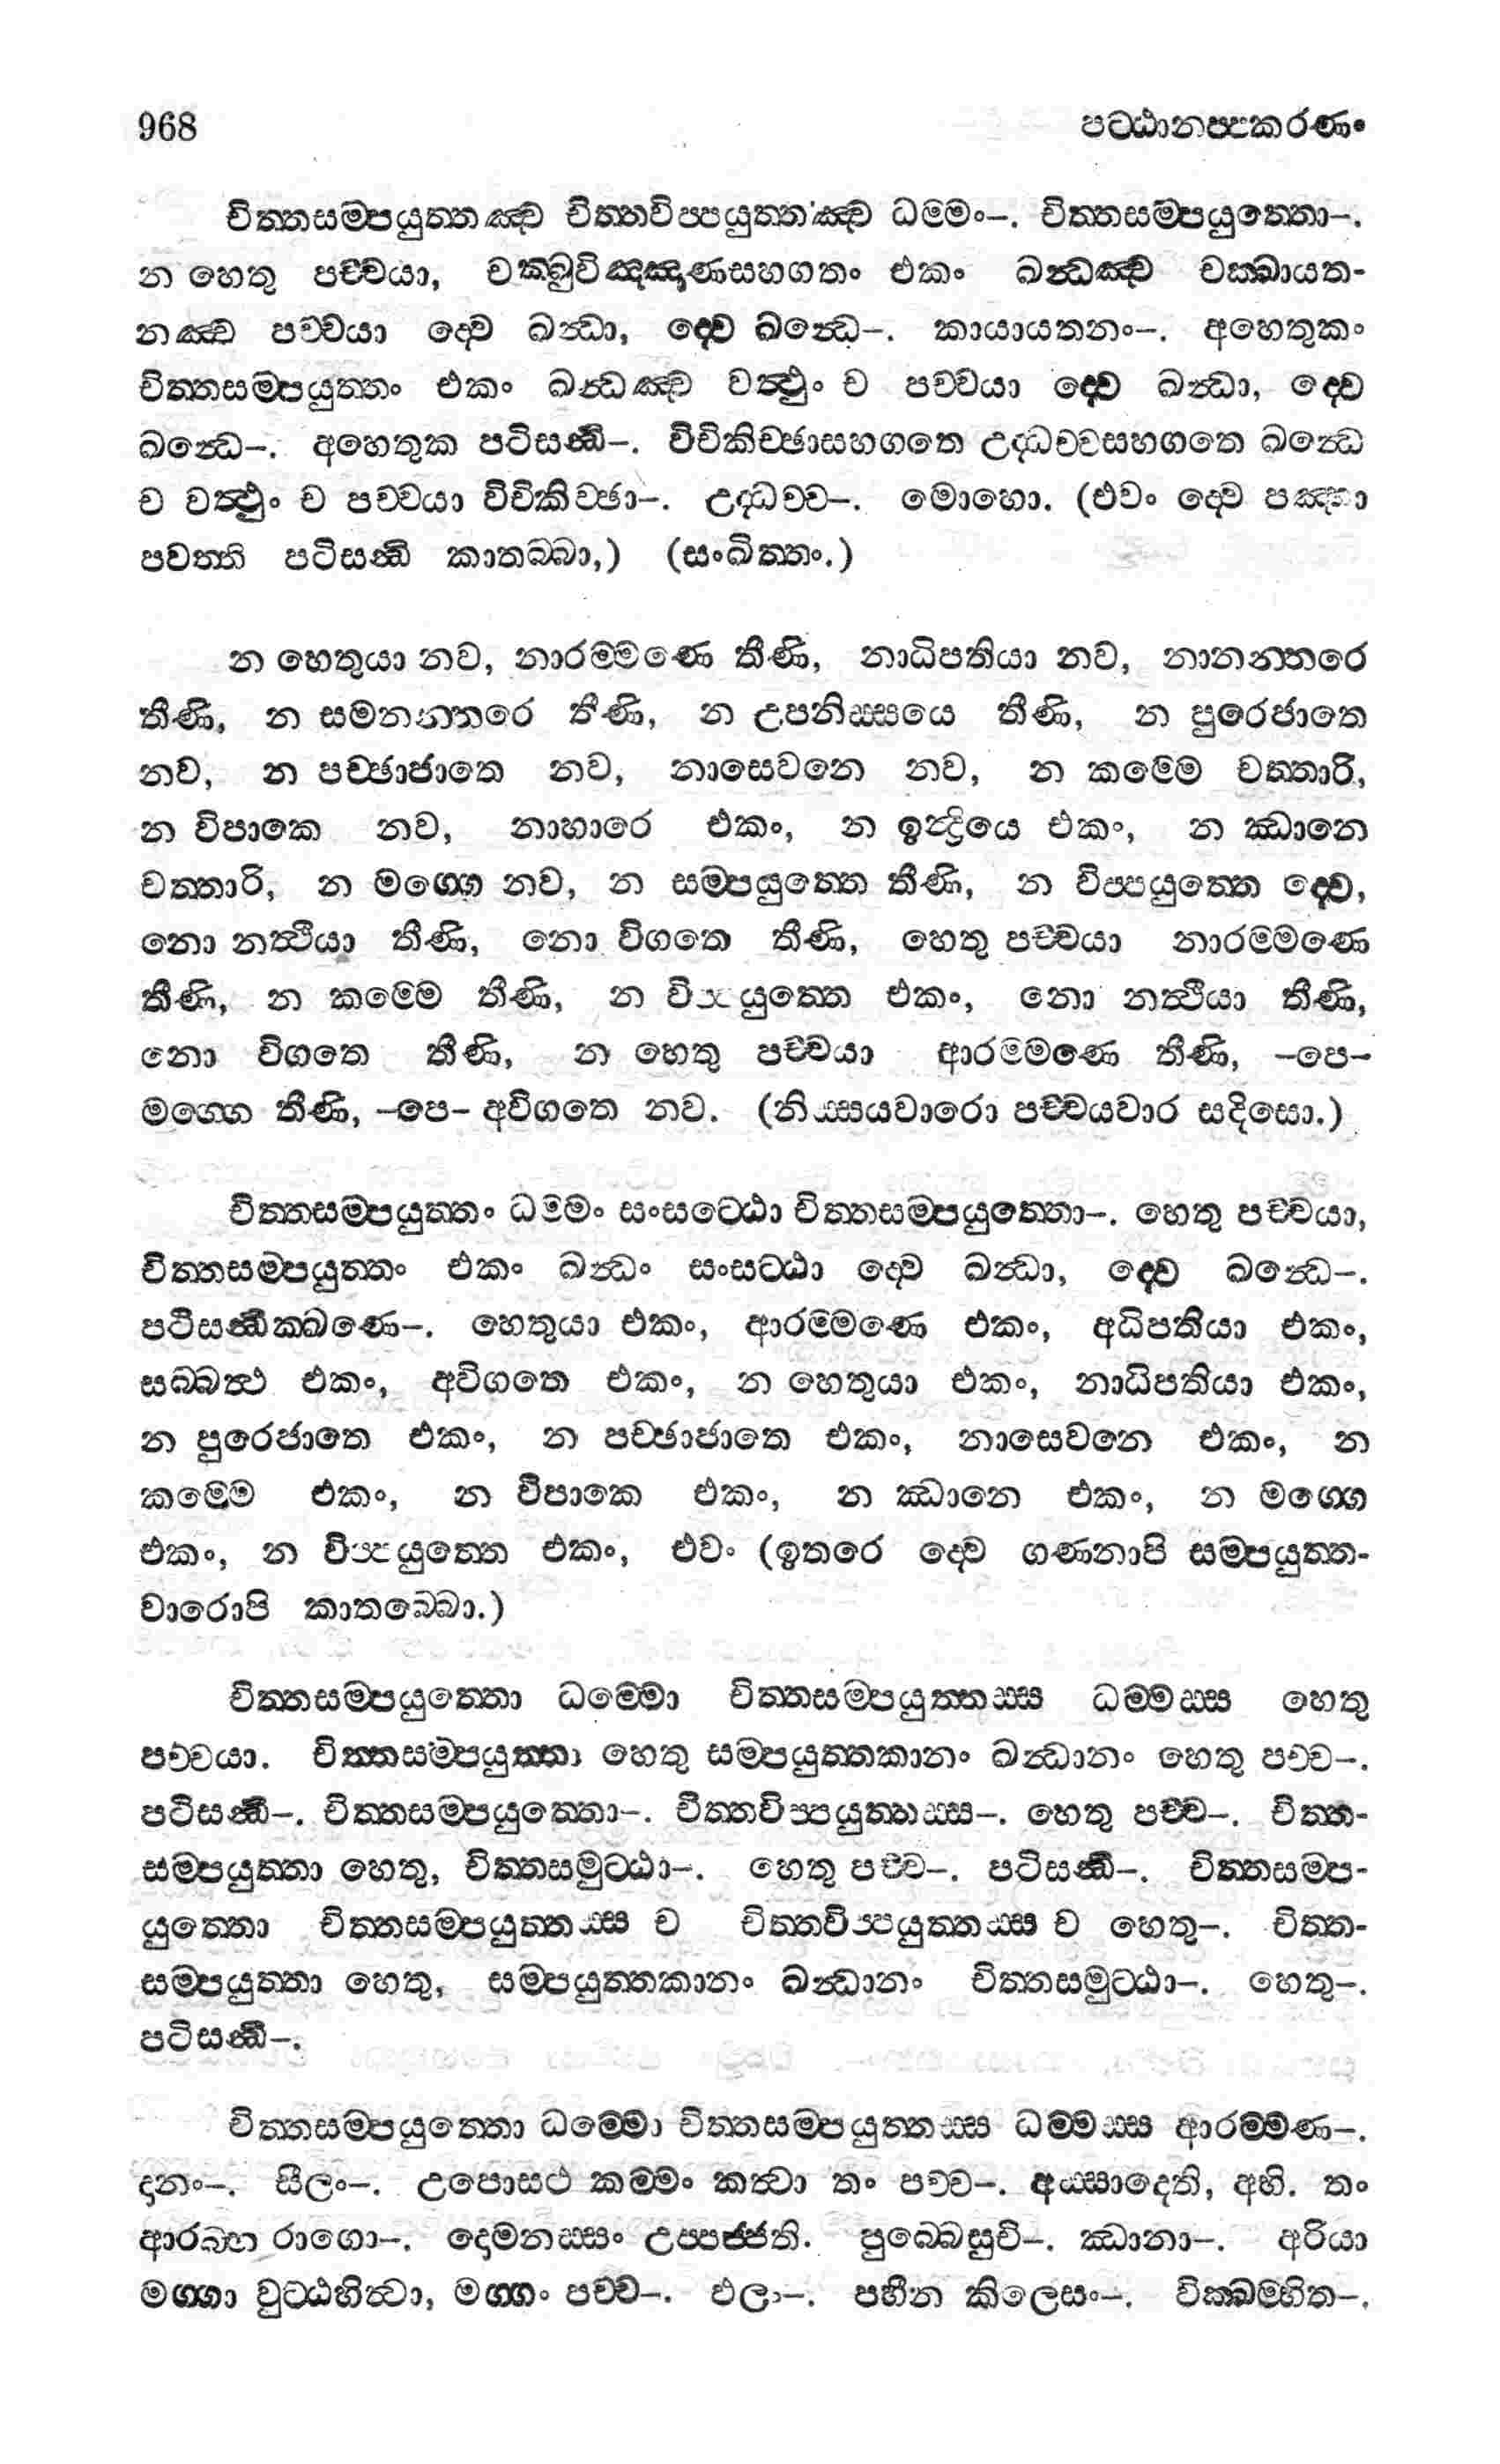 968 පට්ඨානප්පකරණං
චිත්තසම්පයුත්තඤ්ච චිත්තවිප්පයුත්තඤ්ච ධම්මං–. චිත්තසම්පයුත්තො–.
න හෙතු පච්චයා, චක්ඛුවිඤ්ඤාණසහගතං එකං ඛන්ධඤ්ච චක්ඛායත-
නඤ්ච පච්චයා ද්වෙ ඛන්ධා, ද්වෙ ඛන්ධෙ–. කායායතනං–. අහෙතුකං
චිත්තසම්පයුත්තං එකං ඛන්ධඤ්ච වත්ථුං ච පච්චයා ද්වෙ ඛන්ධා, ද්වෙ
ඛන්ධෙ–. අහෙතුක පටිසන්ධි–. විචිකිච්ඡාසහගතෙ උද්ධච්චසහගතෙ ඛන්ධෙ
ච වත්ථුං ච පච්චයා විචිකිච්ඡා–. උද්ධච්ච–. මොහො. (එවං ද්වෙ පඤ්හා
පවත්ති පටිසන්ධි කාතබ්බා,) (සංඛිත්තං.)
න හෙතුයා නව, නාරම්මණෙ තීණි, නාධිපතියා නව, නානන්තරෙ
තීණි, න සමනන්තරෙ තීණි, න උපනිස්සයෙ තීණි, න පුරෙජාතෙ
නව, න පච්ඡාජාතෙ නව, නාසෙවනෙ නව, න කම්මෙ චත්තාරි,
න විපාකෙ නව, නාහාරෙ එකං, න ඉන්ද්‍රියෙ එකං, න ඣානෙ
චත්තාරි, න මග්ගෙ නව, න සම්පයුත්තෙ තීණි, න විප්පයුත්තෙ ද්වෙ,
නො නත්ථියා තීණි, නො විගතෙ තීණි, හෙතු පච්චයා නාරම්මණෙ
තීණි, න කම්මෙ තීණි, න විප්පයුත්තෙ එකං, නො නත්ථියා තීණි,
නො විගතෙ තීණි, න හෙතු පච්චයා ආරම්මණෙ තීණි, –පෙ–
මග්ගෙ තීණි, –පෙ– අවිගතෙ නව. (නිස්සයවාරො පච්චයවාර සදිසො.)
චිත්තසම්පයුත්තං ධම්මං සංසට්ඨො චිත්තසම්පයුත්තො–. හෙතු පච්චයා,
චිත්තසම්පයුත්තං එකං ඛන්ධං සංසට්ඨා ද්වෙ ඛන්ධා, ද්වෙ ඛන්ධෙ–.
පටිසන්ධික්ඛණෙ–. හෙතුයා එකං, ආරම්මණෙ එකං, අධිපතියා එකං,
සබ්බත්ථ එකං, අවිගතෙ එකං, න හෙතුයා එකං, නාධිපතියා එකං,
න පුරෙජාතෙ එකං, න පච්ඡාජාතෙ එකං, නාසෙවනෙ එකං, න
කම්මෙ එකං, න විපාකෙ එකං, න ඣානෙ එකං, න මග්ගෙ
එකං, න විප්පයුත්තෙ එකං, එවං (ඉතරෙ ද්වෙ ගණනාපි සම්පයුත්ත-
වාරොපි කාතබ්බො.)
චිත්තසම්පයුත්තො ධම්මො චිත්තසම්පයුත්තස්ස ධම්මස්ස හෙතු
පච්චයා. චිත්තසම්පයුත්තා හෙතු සම්පයුත්තකානං ඛන්ධානං හෙතු පච්ච–.
පටිසන්ධි–. චිත්තසම්පයුත්තො–. චිත්තවිප්පයුත්තස්ස–. හෙතු පච්ච–. චිත්ත-
සම්පයුත්තා හෙතු, චිත්තසමුට්ඨා–. හෙතු පච්ච–. පටිසන්ධි–. චිත්තසම්ප-
යුත්තො චිත්තසම්පයුත්තස්ස ච චිත්තවිප්පයුත්තස්ස ච හෙතු–. චිත්ත-
සම්පයුත්තා හෙතු, සම්පයුත්තකානං ඛන්ධානං චිත්තසමුට්ඨා–. හෙතු–.
පටිසන්ධි–.
චිත්තසම්පයුත්තො ධම්මො චිත්තසම්පයුත්තස්ස ධම්මස්ස ආරම්මණ–.
දානං–. සීලං–. උපොසථ කම්මං කත්වා තං පච්ච–. අස්සාදෙති, අභි. තං
ආරබ්භ රාගො–. දොමනස්සං උප්පජ්ජති. පුබ්බෙසුචි–. ඣානා–. අරියා
මග්ගා වුට්ඨහිත්වා, මග්ගං පච්ච–. ඵලා–. පහීන කිලෙසං–. වික්ඛම්භිත–.